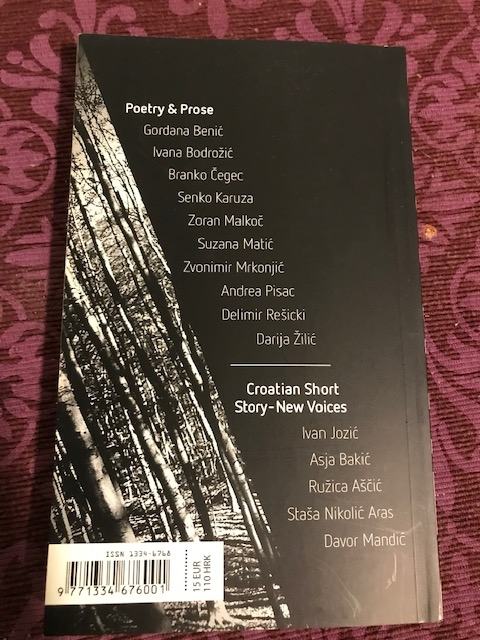 Poetry & Prose
Gordana Benić
Ivana Bodrožić
Branko Čegec
Senko Karuza
Zoran Malkoč
Suzana Matić
Zvonimir Mrkonjić
Andrea Pisac
Delimir Rešicki
Darija Žilić
Croatian Short
Story-New Voices
Ivan Jozić
Asja Bakić
Ružica Aščić
Staša Nikolić Aras
Davor Mandić
ISSN 1334-6768
9 771334 676001
15 EUR
110 HRK